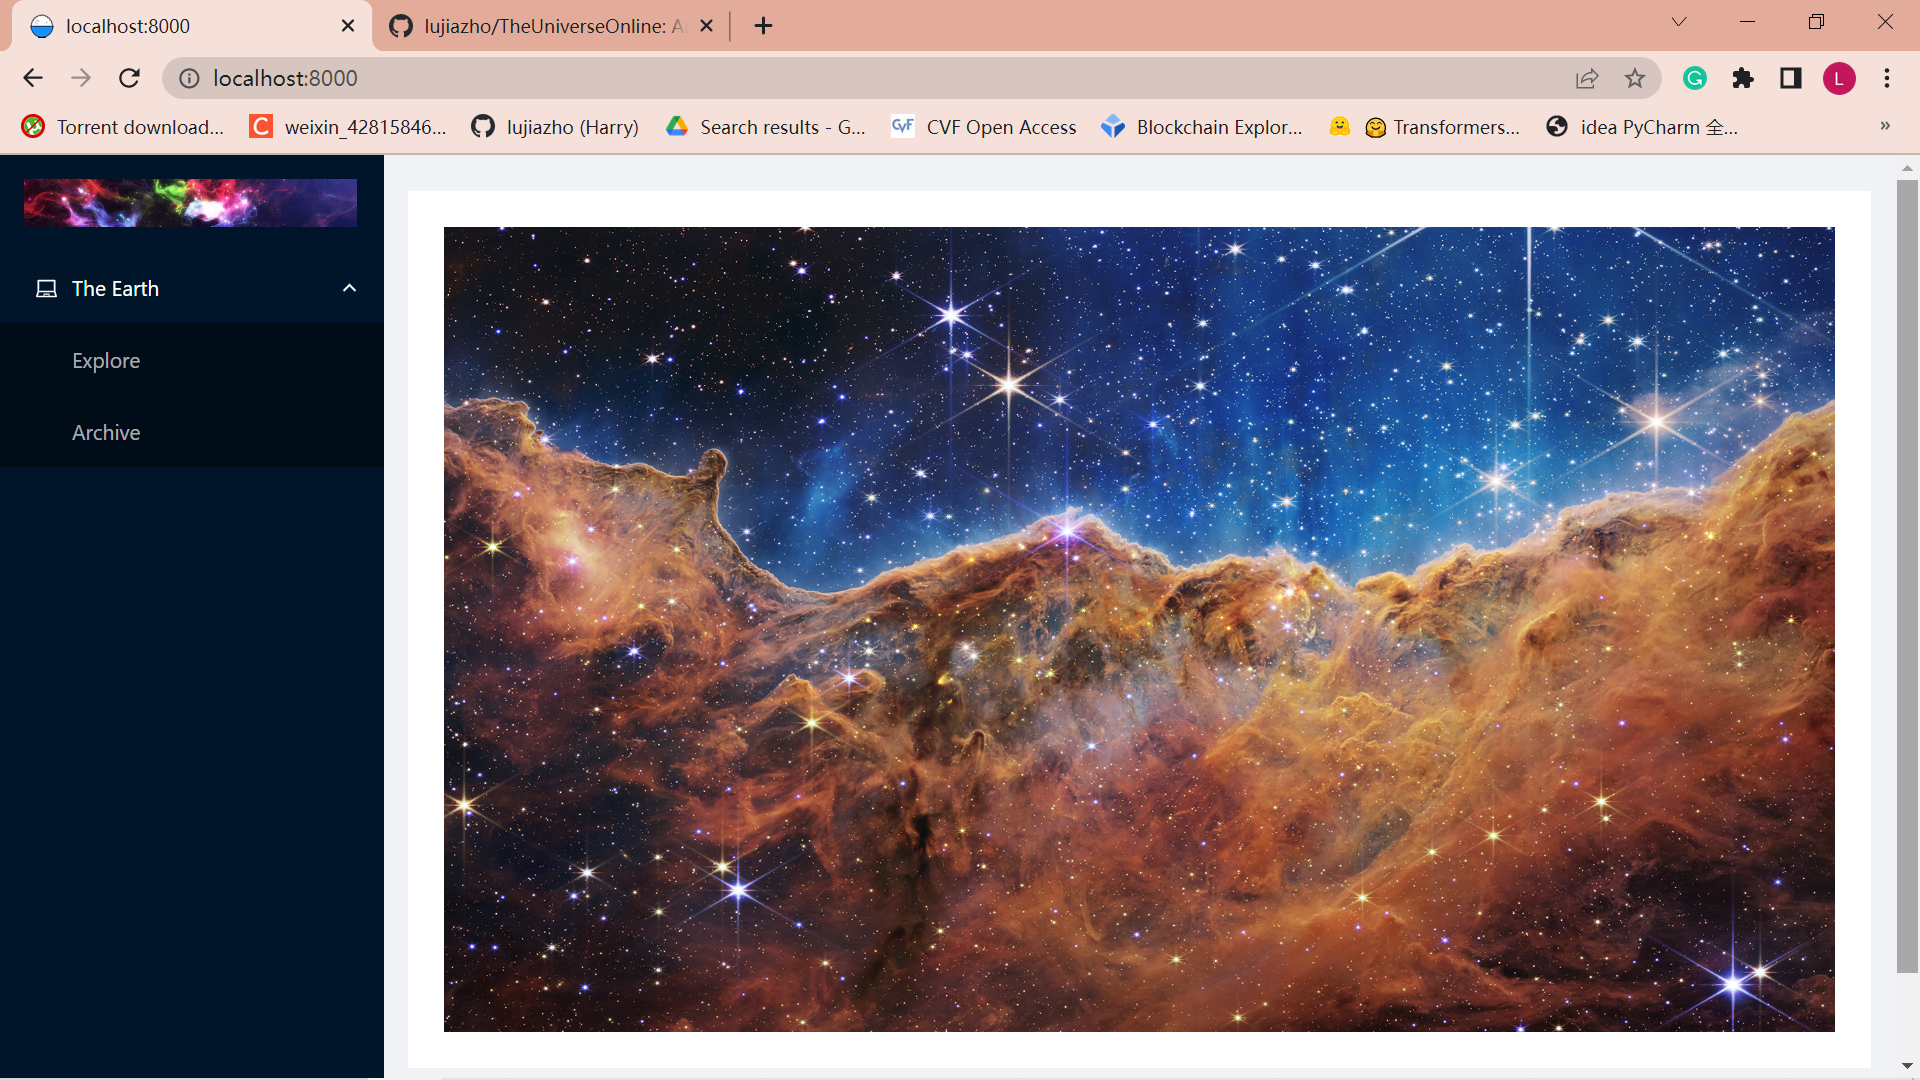 localhost:8000
lujiazho/TheUniverseOnline: A
localhost:8000
L
Torrent download...
C
weixin_42815846...
lujiazho (Harry)
Search results - G...
CVF
CVF Open Access
Blockchain Explor...
Transformers...
idea PyCharm 全...
»
The Earth
Explore
Archive